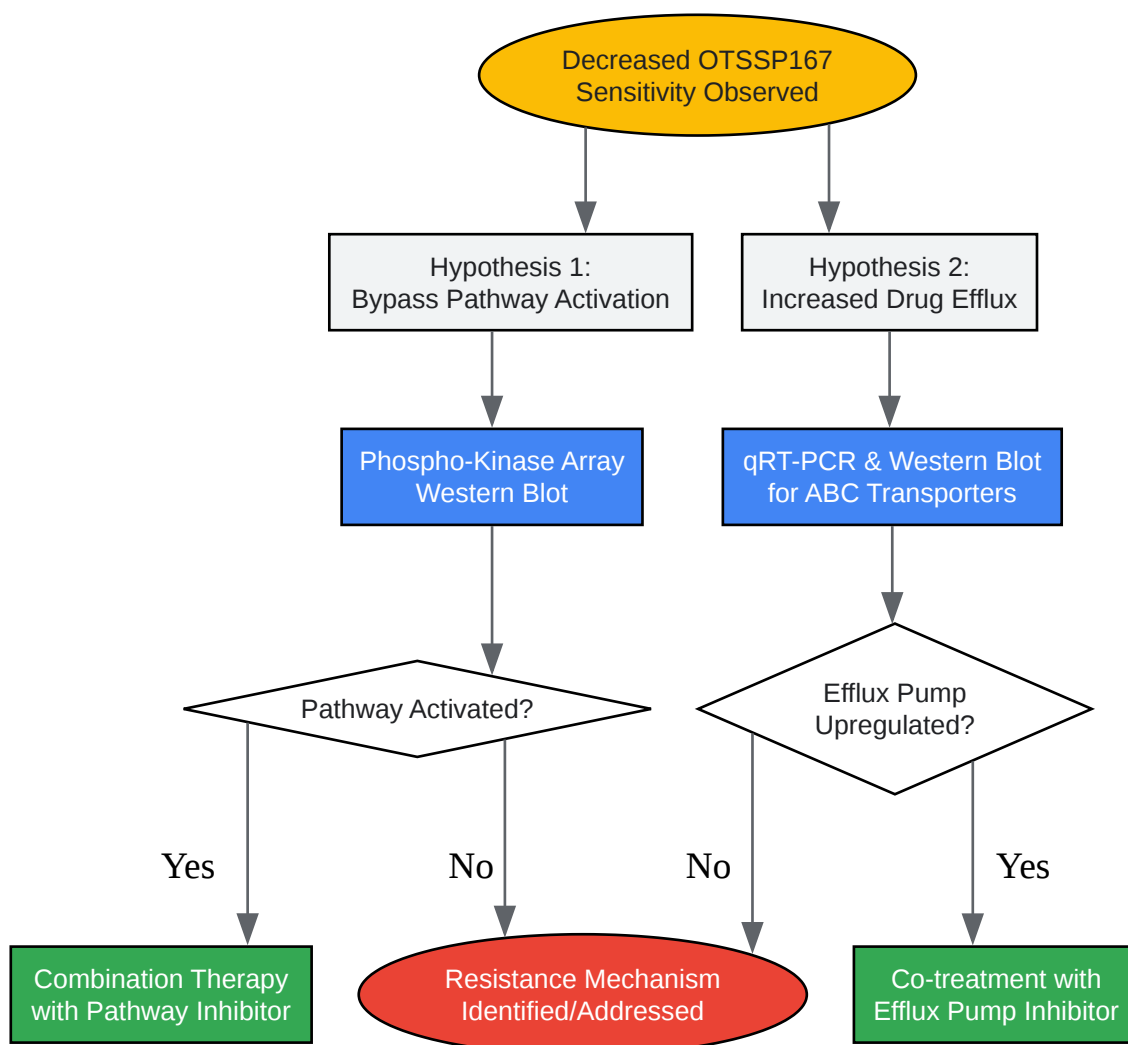 Decreased OTSSP167
Sensitivity Observed
Hypothesis 1:
Bypass Pathway Activation
Hypothesis 2:
Increased Drug Efflux
Phospho-Kinase Array
Western Blot
qRT-PCR & Western Blot
for ABC Transporters
Pathway Activated?
Efflux Pump
Upregulated?
Yes
No
No
Yes
Combination Therapy
with Pathway Inhibitor
Resistance Mechanism
Identified/Addressed
Co-treatment with
Efflux Pump Inhibitor